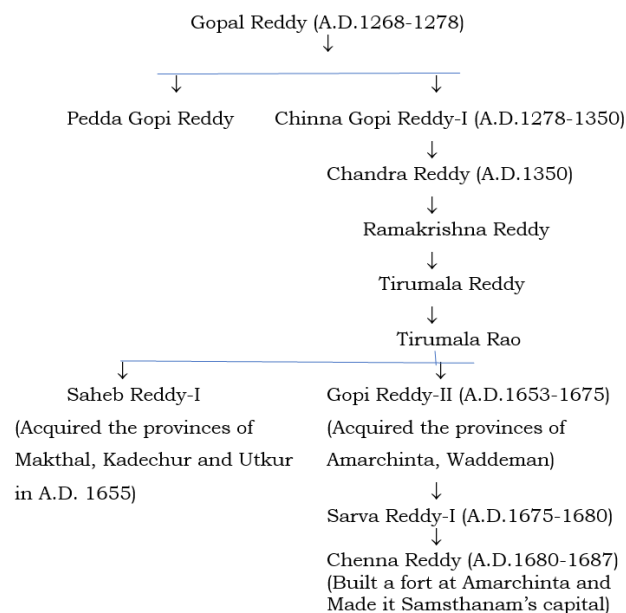 Gopal Reddy (A.D.1268-1278)
Pedda Gopi Reddy
Chinna Gopi Reddy-I (A.D.1278-1350)
Chandra Reddy (A.D.1350)
Ramakrishna Reddy
Tirumala Reddy
Tirumala Rao
Saheb Reddy-I
(Acquired the provinces of
Makthal, Kadechur and Utkur
in A.D. 1655)
Gopi Reddy-II (A.D.1653-1675)
(Acquired the provinces of
Amarchinta, Waddeman)
Sarva Reddy-I (A.D.1675-1680)
Chenna Reddy (A.D.1680-1687)
(Built a fort at Amarchinta and
Made it Samsthanam's capital)